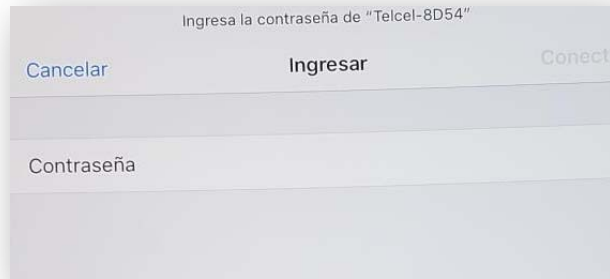 Ingresa la contraseña de "Telcel-8D54"
Cancelar Ingresar Conect
Contraseña